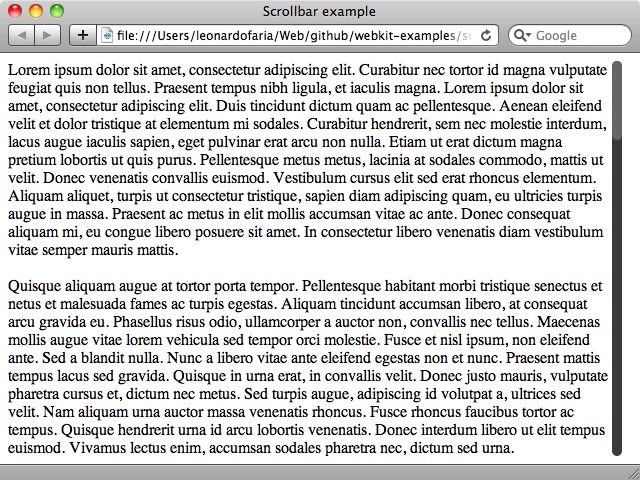 Scrollbar example
file:///Users/leonardofaria/Web/github/webkit-examples/sc
Google
Lorem ipsum dolor sit amet, consectetur adipiscing elit. Curabitur nec tortor id magna vulputate
feugiat quis non tellus. Praesent tempus nibh ligula, et iaculis magna. Lorem ipsum dolor sit
amet, consectetur adipiscing elit. Duis tincidunt dictum quam ac pellentesque. Aenean eleifend
velit et dolor tristique at elementum mi sodales. Curabitur hendrerit, sem nec molestie interdum,
lacus augue iaculis sapien, eget pulvinar erat arcu non nulla. Etiam ut erat dictum magna
pretium lobortis ut quis purus. Pellentesque metus metus, lacinia at sodales commodo, mattis ut
velit. Donec venenatis convallis euismod. Vestibulum cursus elit sed erat rhoncus elementum.
Aliquam aliquet, turpis ut consectetur tristique, sapien diam adipiscing quam, eu ultricies turpis
augue in massa. Praesent ac metus in elit mollis accumsan vitae ac ante. Donec consequat
aliquam mi, eu congue libero posuere sit amet. In consectetur libero venenatis diam vestibulum
vitae semper mauris mattis.
Quisque aliquam augue at tortor porta tempor. Pellentesque habitant morbi tristique senectus et
netus et malesuada fames ac turpis egestas. Aliquam tincidunt accumsan libero, at consequat
arcu gravida eu. Phasellus risus odio, ullamcorper a auctor non, convallis nec tellus. Maecenas
mollis augue vitae lorem vehicula sed tempor orci molestie. Fusce et nisl ipsum, non eleifend
ante. Sed a blandit nulla. Nunc a libero vitae ante eleifend egestas non et nunc. Praesent mattis
tempus lacus sed gravida. Quisque in urna erat, in convallis velit. Donec justo mauris, vulputate
pharetra cursus et, dictum nec metus. Sed turpis augue, adipiscing id volutpat a, ultrices sed
velit. Nam aliquam urna auctor massa venenatis rhoncus. Fusce rhoncus faucibus tortor ac
tempus. Quisque hendrerit urna id arcu lobortis venenatis. Donec interdum libero ut elit tempus
euismod. Vivamus lectus enim, accumsan sodales pharetra nec, dictum sed urna.